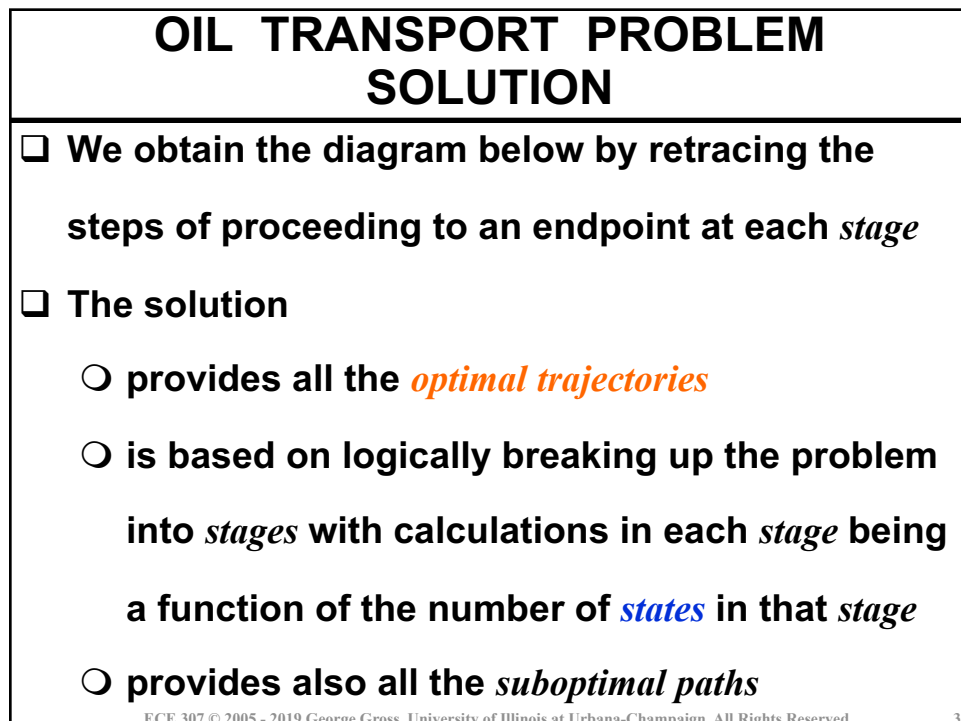 OIL TRANSPORT PROBLEM
SOLUTION
❑ We obtain the diagram below by retracing the
steps of proceeding to an endpoint at each stage
❑ The solution
❍ provides all the optimal trajectories
❍ is based on logically breaking up the problem
into stages with calculations in each stage being
a function of the number of states in that stage
❍ provides also all the suboptimal paths
ECE 307 © 2005 - 2019 George Gross, University of Illinois at Urbana-Champaign, All Rights Reserved 3